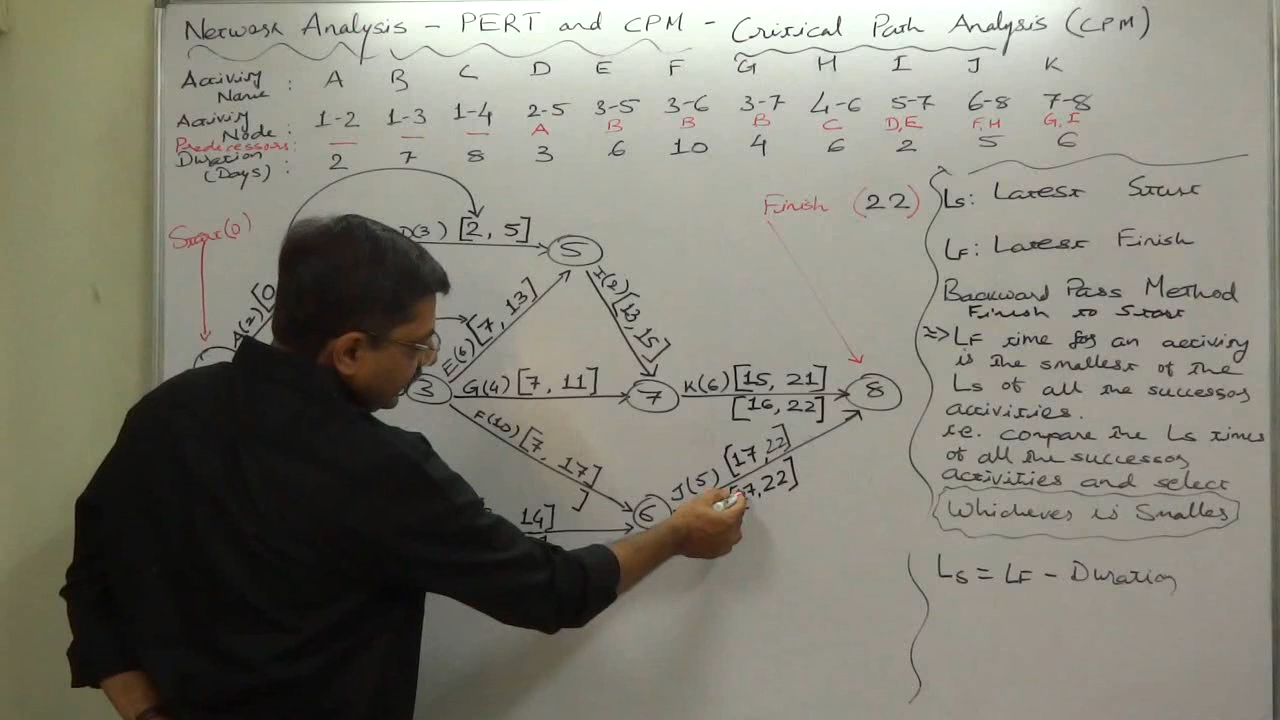 Network Analysis - PERT and CPM - Critical Path Analysis (CPM)
Activity Name : A B C D E F G H I J K
Activity Node : 1-2 1-3 1-4 2-5 3-5 3-6 3-7 4-6 5-7 6-8 7-8
Predecessors: — — — A B B B C D,E F,H G,I
Duration (Days) : 2 7 8 3 6 10 4 6 2 5 6
Start(0)
Finish (22)
A(2)[0
D(3) [2, 5]
5
E(6) [7, 13]
I(2)[13, 15]
3
G(4) [7, 11]
7
K(6) [15, 21]
[16, 22]
8
F(10) [7, 17]
]
J(5) [17, 22]
17, 22]
14]
6
Ls: Latest Start
LF: Latest Finish
Backward Pass Method
Finish to Start
=> LF time for an activity
is the smallest of the
Ls of all the successor
activities.
i.e. compare the Ls times
of all the successor
activities and select
Whichever is Smaller
Ls = LF - Duration